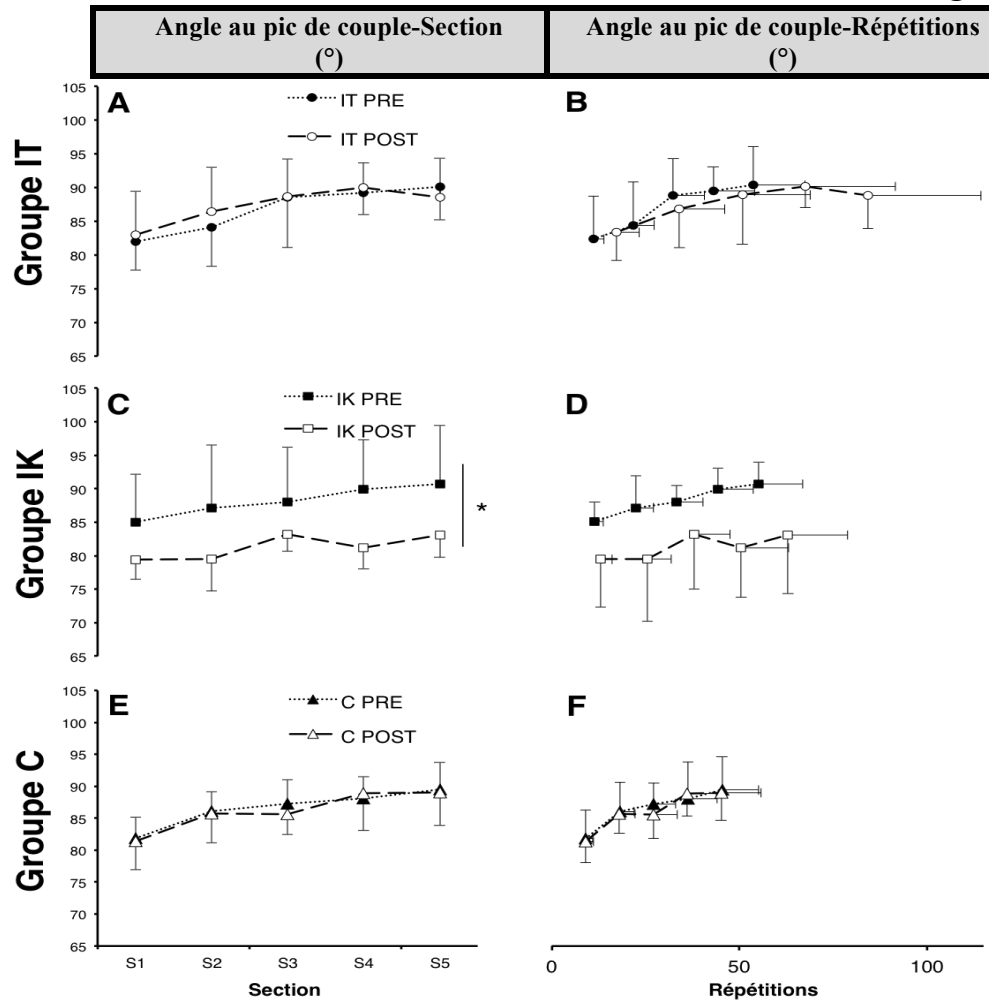 Angle au pic de couple-Section
(°)
Angle au pic de couple-Répétitions
(°)
Groupe IT
A
IT PRE
IT POST
105
100
95
90
85
80
75
70
65
B
Groupe IK
C
IK PRE
IK POST
105
100
95
90
85
80
75
70
65
*
D
Groupe C
E
C PRE
C POST
105
100
95
90
85
80
75
70
65
S1 S2 S3 S4 S5
Section
F
0 50 100
Répétitions